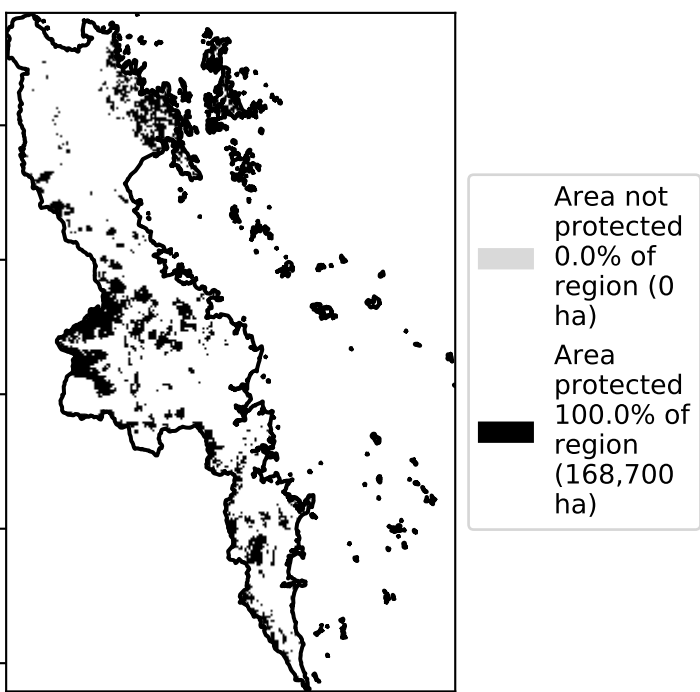 Area not
protected
0.0% of
region (0
ha)
Area
protected
100.0% of
region
(168,700
ha)